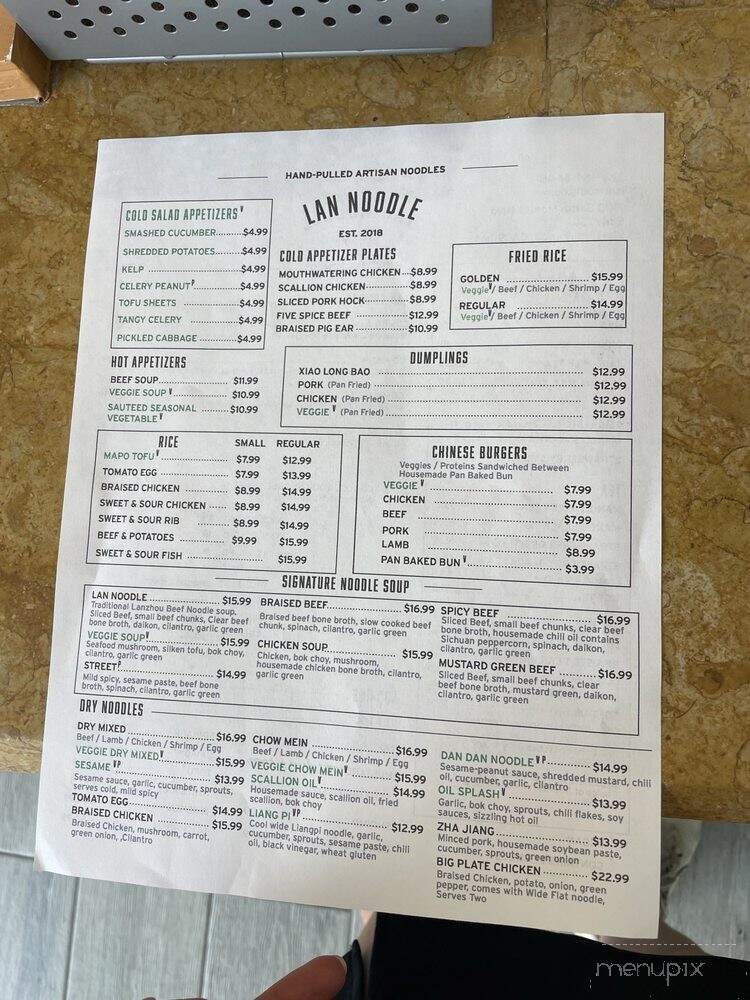 HAND-PULLED ARTISAN NOODLES
LAN NOODLE
EST. 2018
COLD SALAD APPETIZERS V
SMASHED CUCUMBER..........$4.99
SHREDDED POTATOES.......$4.99
KELP ..........$4.99
CELERY PEANUT P..........$4.99
TOFU SHEETS ..........$4.99
TANGY CELERY ..........$4.99
PICKLED CABBAGE ..........$4.99
COLD APPETIZER PLATES
MOUTHWATERING CHICKEN...$8.99
SCALLION CHICKEN..........$8.99
SLICED PORK HOCK..........$8.99
FIVE SPICE BEEF ..........$12.99
BRAISED PIG EAR ..........$10.99
FRIED RICE
GOLDEN ..........$15.99
Veggie V/ Beef / Chicken / Shrimp / Egg
REGULAR ..........$14.99
Veggie V/ Beef / Chicken / Shrimp / Egg
HOT APPETIZERS
BEEF SOUP..........$11.99
VEGGIE SOUP V..........$10.99
SAUTEED SEASONAL ..........$10.99
VEGETABLE V
DUMPLINGS
XIAO LONG BAO ..........$12.99
PORK (Pan Fried) ..........$12.99
CHICKEN (Pan Fried) ..........$12.99
VEGGIE V (Pan Fried)..........$12.99
RICE SMALL REGULAR
MAPO TOFU V..........$7.99 $12.99
TOMATO EGG ..........$7.99 $13.99
BRAISED CHICKEN ..........$8.99 $14.99
SWEET & SOUR CHICKEN ..........$8.99 $14.99
SWEET & SOUR RIB ..........$8.99 $14.99
BEEF & POTATOES ..........$9.99 $15.99
SWEET & SOUR FISH ..........$15.99
CHINESE BURGERS
Veggies / Proteins Sandwiched Between
Housemade Pan Baked Bun
VEGGIE V ..........$7.99
CHICKEN ..........$7.99
BEEF ..........$7.99
PORK ..........$7.99
LAMB ..........$8.99
PAN BAKED BUN V..........$3.99
SIGNATURE NOODLE SOUP
LAN NOODLE ..........$15.99
Traditional Lanzhou Beef Noodle soup.
Sliced Beef, small beef chunks, Clear beef
bone broth, daikon, cilantro, garlic green
VEGGIE SOUP V..........$15.99
Seafood mushroom, silken tofu, bok choy,
cilantro, garlic green
STREET P..........$14.99
Mild spicy, sesame paste, beef bone
broth, spinach, cilantro, garlic green
BRAISED BEEF..........$16.99
Braised beef bone broth, slow cooked beef
chunk, spinach, cilantro, garlic green
CHICKEN SOUP..........$15.99
Chicken, bok choy, mushroom,
housemade chicken bone broth, cilantro,
garlic green
SPICY BEEF ..........$16.99
Sliced Beef, small beef chunks, clear beef
bone broth, housemade chili oil contains
Sichuan peppercorn, spinach, daikon,
cilantro, garlic green
MUSTARD GREEN BEEF ..........$16.99
Sliced Beef, small beef chunks, clear
beef bone broth, mustard green, daikon,
cilantro, garlic green
DRY NOODLES
DRY MIXED ..........$16.99
Beef / Lamb / Chicken / Shrimp / Egg
VEGGIE DRY MIXED V..........$15.99
SESAME V P ..........$13.99
Sesame sauce, garlic, cucumber, sprouts,
serves cold, mild spicy
TOMATO EGG..........$14.99
BRAISED CHICKEN ..........$15.99
Braised Chicken, mushroom, carrot,
green onion, ,Cilantro
CHOW MEIN ..........$16.99
Beef / Lamb / Chicken / Shrimp / Egg
VEGGIE CHOW MEIN V..........$15.99
SCALLION OIL V..........$14.99
Housemade sauce, scallion oil, fried
scallion, bok choy
LIANG PI V P..........$12.99
Cool wide Liangpi noodle, garlic,
cucumber, sprouts, sesame paste, chili
oil, black vinegar, wheat gluten
DAN DAN NOODLE V P..........$14.99
Sesame-peanut sauce, shredded mustard, chili
oil, cucumber, garlic, cilantro
OIL SPLASH V..........$13.99
Garlic, bok choy, sprouts, chili flakes, soy
sauces, sizzling hot oil
ZHA JIANG..........$13.99
Minced pork, housemade soybean paste,
cucumber, sprouts, green onion
BIG PLATE CHICKEN ..........$22.99
Braised Chicken, potato, onion, green
pepper, comes with Wide Flat noodle,
Serves Two
menupix